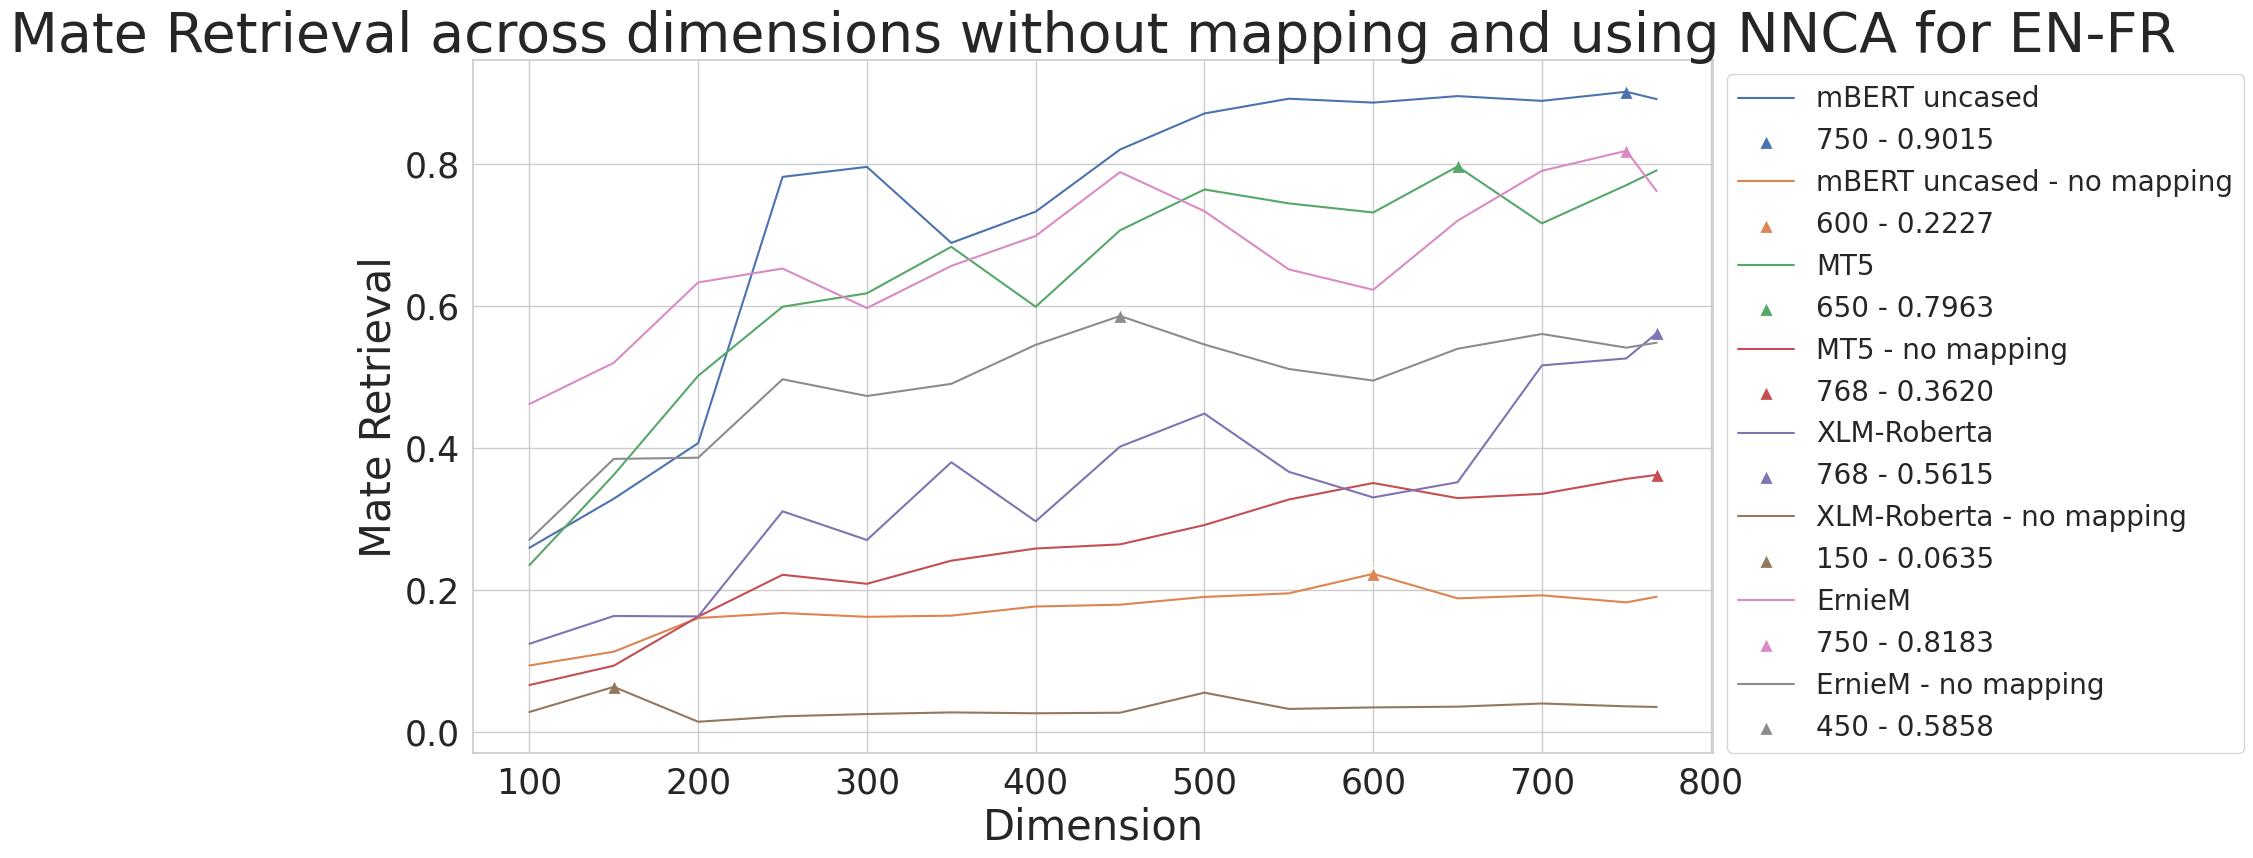 Mate Retrieval across dimensions without mapping and using NNCA for EN-FR
Mate Retrieval
0.8
0.6
0.4
0.2
0.0
100 200 300 400 500 600 700 800
Dimension
mBERT uncased
750 - 0.9015
mBERT uncased - no mapping
600 - 0.2227
MT5
650 - 0.7963
MT5 - no mapping
768 - 0.3620
XLM-Roberta
768 - 0.5615
XLM-Roberta - no mapping
150 - 0.0635
ErnieM
750 - 0.8183
ErnieM - no mapping
450 - 0.5858